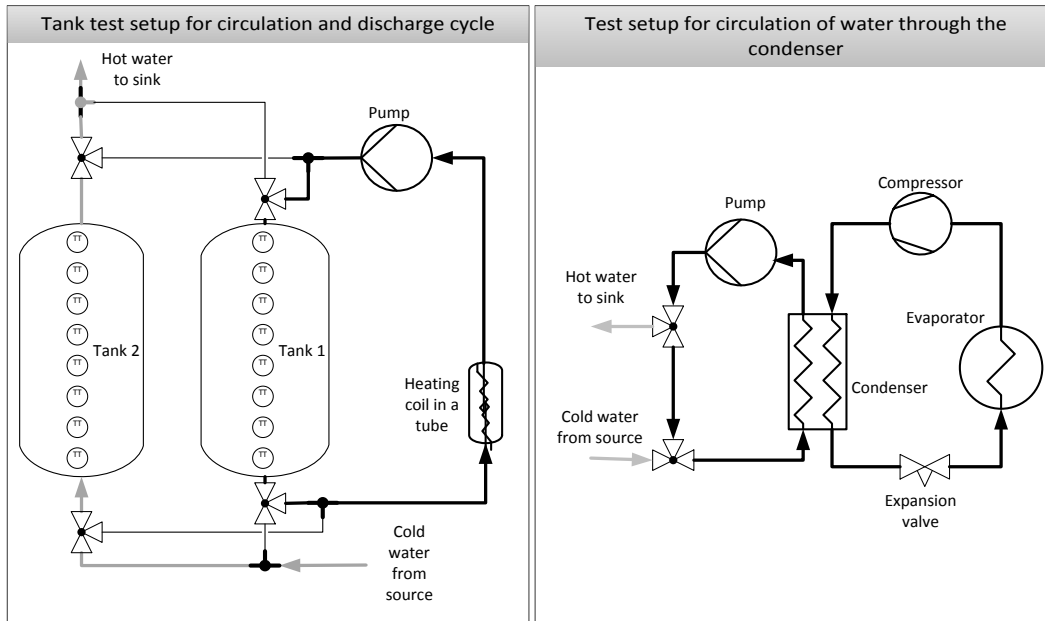 Tank test setup for circulation and discharge cycle
Hot water
to sink
Pump
TT
TT
TT
TT
TT
TT
TT
TT
Tank 2
TT
TT
TT
TT
TT
TT
TT
TT
Tank 1
Heating
coil in a
tube
Cold
water
from
source
Test setup for circulation of water through the
condenser
Compressor
Pump
Hot water
to sink
Evaporator
Condenser
Cold water
from source
Expansion
valve